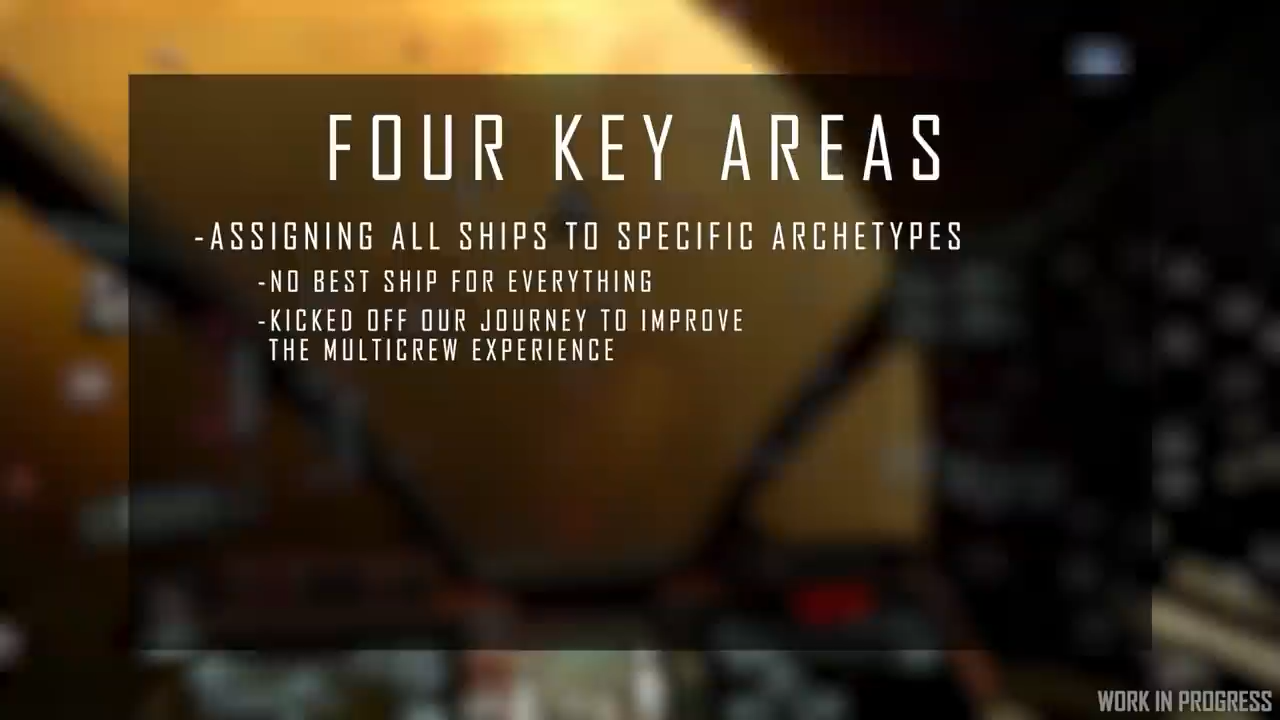 FOUR KEY AREAS
-ASSIGNING ALL SHIPS TO SPECIFIC ARCHETYPES
-NO BEST SHIP FOR EVERYTHING
-KICKED OFF OUR JOURNEY TO IMPROVE
THE MULTICREW EXPERIENCE
WORK IN PROGRESS